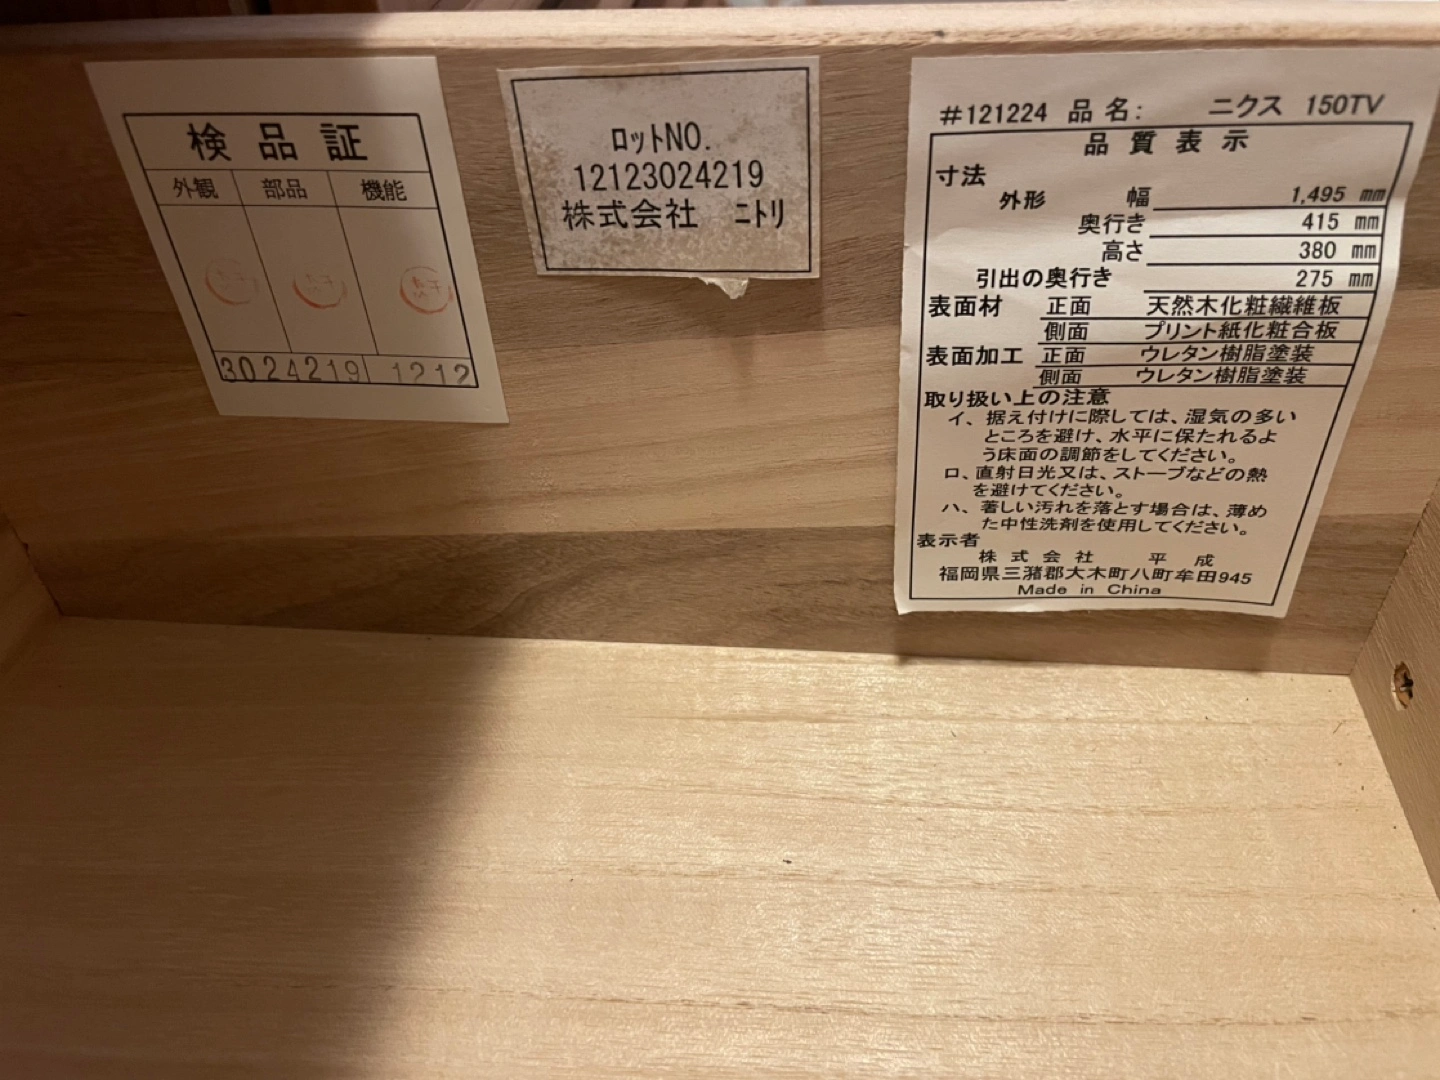 検品証
外観 部品 機能
3024219 1212
ロットNO.
12123024219
株式会社 ニトリ
#121224 品名: ニクス 150TV
品質表示
寸法
外形 幅 1,495 mm
奥行き 415 mm
高さ 380 mm
引出の奥行き 275 mm
表面材 正面 天然木化粧繊維板
側面 プリント紙化粧合板
表面加工 正面 ウレタン樹脂塗装
側面 ウレタン樹脂塗装
取り扱い上の注意
イ、据え付けに際しては、湿気の多い
ところを避け、水平に保たれるよ
う床面の調節をしてください。
ロ、直射日光又は、ストーブなどの熱
を避けてください。
ハ、著しい汚れを落とす場合は、薄め
た中性洗剤を使用してください。
表示者
株式会社 平成
福岡県三潴郡大木町八町牟田945
Made in China